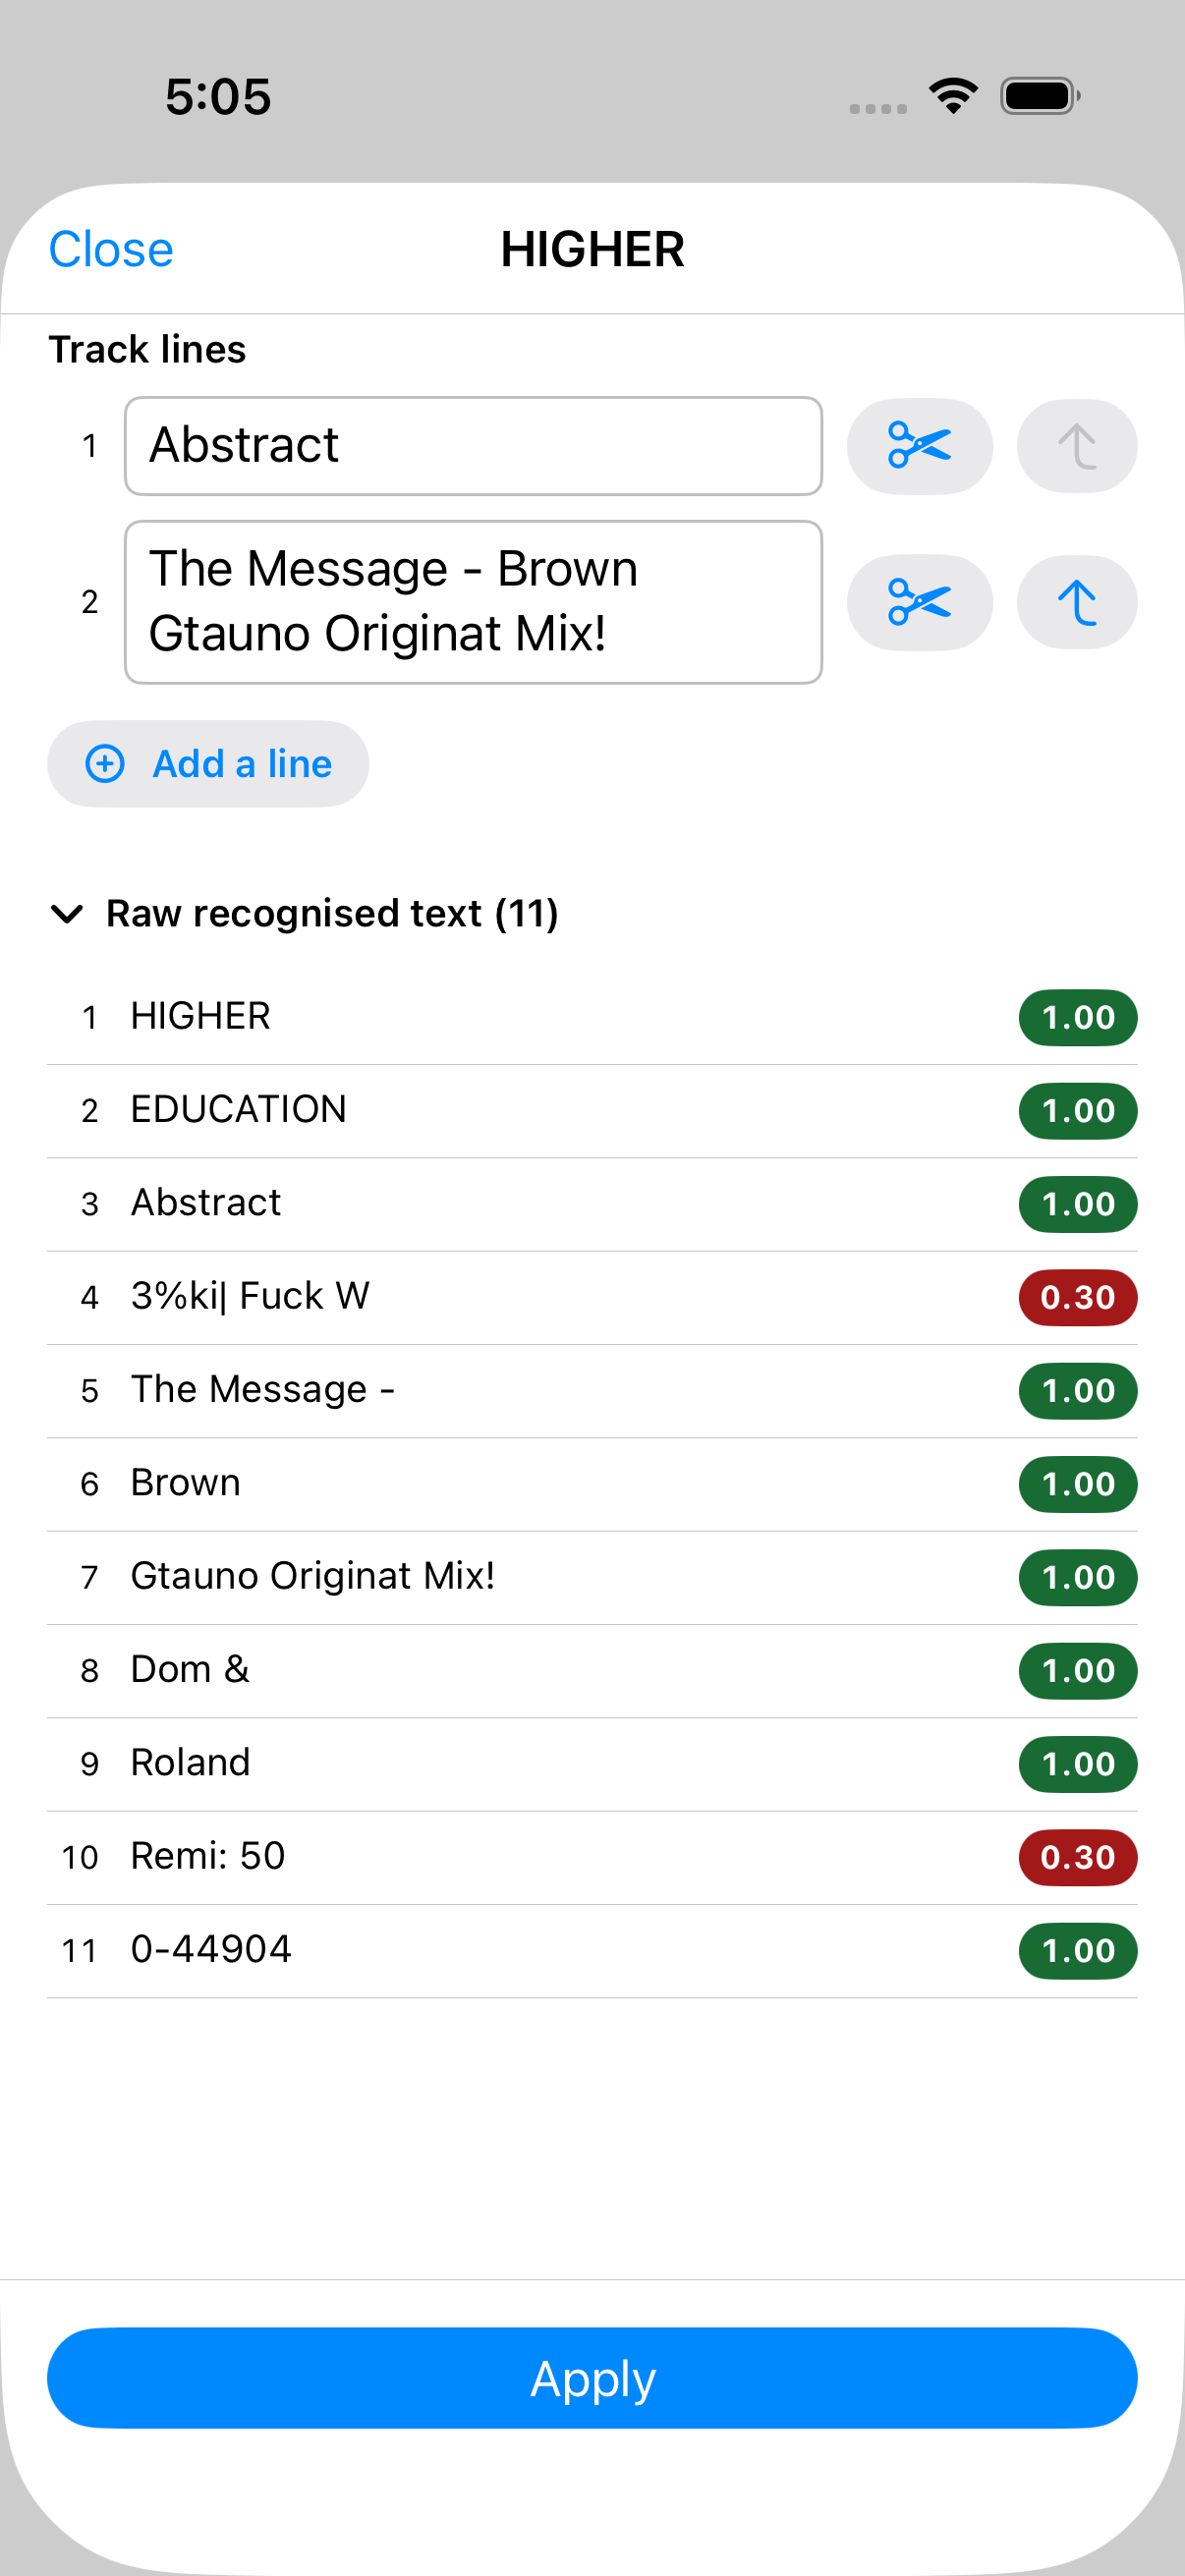 5:05
Close
HIGHER
Track lines
1 Abstract
2 The Message - Brown
Gtauno Originat Mix!
Add a line
Raw recognised text (11)
1 HIGHER 1.00
2 EDUCATION 1.00
3 Abstract 1.00
4 3%ki| Fuck W 0.30
5 The Message - 1.00
6 Brown 1.00
7 Gtauno Originat Mix! 1.00
8 Dom & 1.00
9 Roland 1.00
10 Remi: 50 0.30
11 0-44904 1.00
Apply